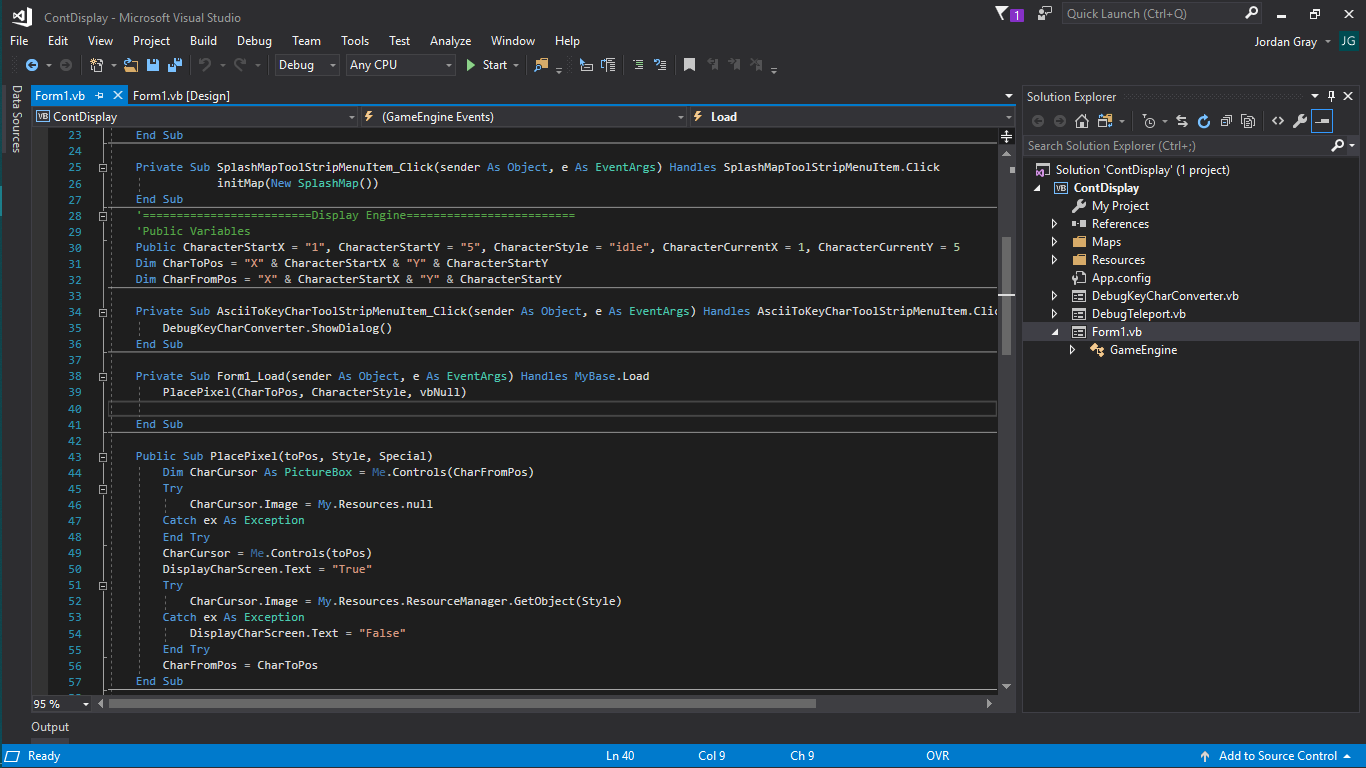 ContDisplay - Microsoft Visual Studio
1
Quick Launch (Ctrl+Q)
File Edit View Project Build Debug Team Tools Test Analyze Window Help
Jordan Gray JG
Debug Any CPU Start
Data Sources
Form1.vb Form1.vb [Design]
VB ContDisplay (GameEngine Events) Load
23 End Sub
24
25 Private Sub SplashMapToolStripMenuItem_Click(sender As Object, e As EventArgs) Handles SplashMapToolStripMenuItem.Click
26 initMap(New SplashMap())
27 End Sub
28 '=========================Display Engine=========================
29 'Public Variables
30 Public CharacterStartX = "1", CharacterStartY = "5", CharacterStyle = "idle", CharacterCurrentX = 1, CharacterCurrentY = 5
31 Dim CharToPos = "X" & CharacterStartX & "Y" & CharacterStartY
32 Dim CharFromPos = "X" & CharacterStartX & "Y" & CharacterStartY
33
34 Private Sub AsciiToKeyCharToolStripMenuItem_Click(sender As Object, e As EventArgs) Handles AsciiToKeyCharToolStripMenuItem.Clic
35 DebugKeyCharConverter.ShowDialog()
36 End Sub
37
38 Private Sub Form1_Load(sender As Object, e As EventArgs) Handles MyBase.Load
39 PlacePixel(CharToPos, CharacterStyle, vbNull)
40
41 End Sub
42
43 Public Sub PlacePixel(toPos, Style, Special)
44 Dim CharCursor As PictureBox = Me.Controls(CharFromPos)
45 Try
46 CharCursor.Image = My.Resources.null
47 Catch ex As Exception
48 End Try
49 CharCursor = Me.Controls(toPos)
50 DisplayCharScreen.Text = "True"
51 Try
52 CharCursor.Image = My.Resources.ResourceManager.GetObject(Style)
53 Catch ex As Exception
54 DisplayCharScreen.Text = "False"
55 End Try
56 CharFromPos = CharToPos
57 End Sub
95 %
Solution Explorer
Search Solution Explorer (Ctrl+;)
Solution 'ContDisplay' (1 project)
VB ContDisplay
My Project
References
Maps
Resources
App.config
DebugKeyCharConverter.vb
DebugTeleport.vb
Form1.vb
GameEngine
Output
Ready Ln 40 Col 9 Ch 9 OVR Add to Source Control